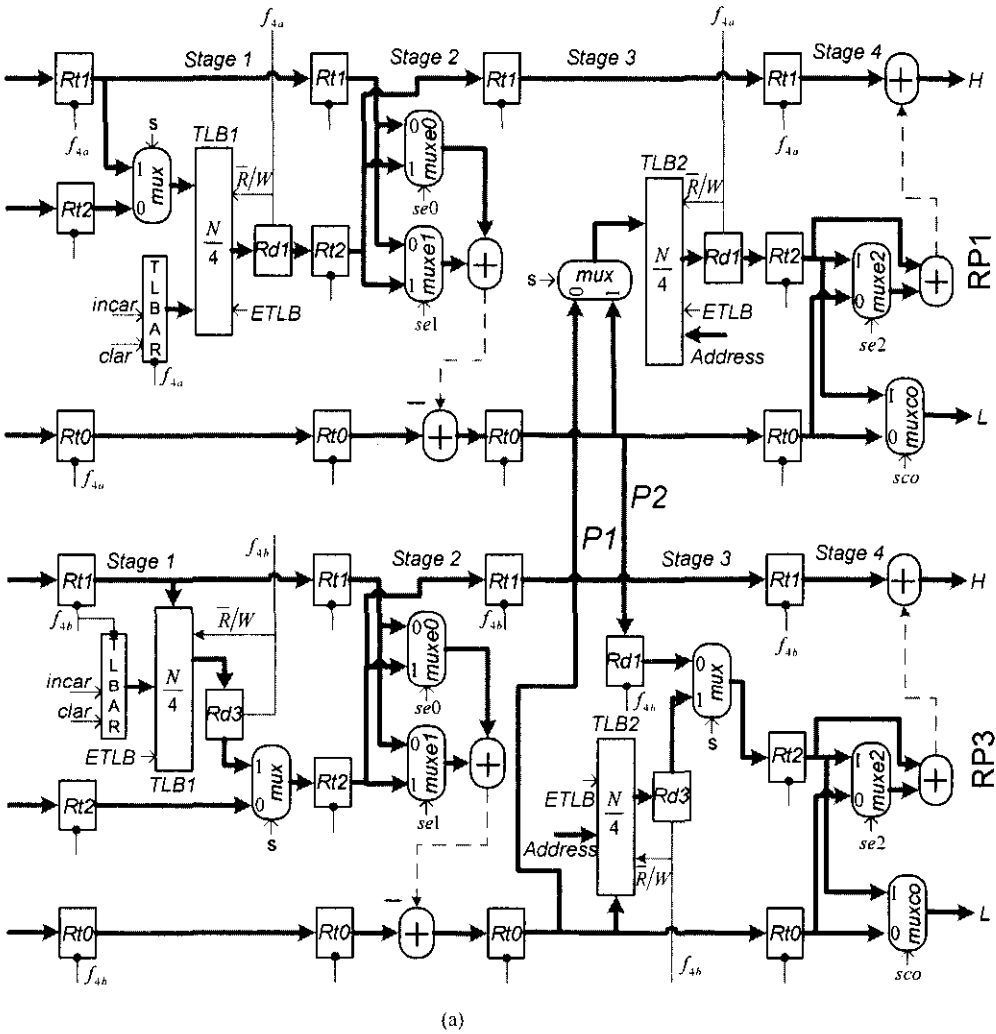 f4a
f4a
Rt1
Stage 1
Rt1
Stage 2
Rt1
Stage 3
Rt1
Stage 4
+
H
f4a
s
TLB1
f4a
1
mux
0
R̅/W
0
muxe0
1
TLB2
R̅/W
Rt2
N/4
Rd1
Rt2
se0
0
muxe1
1
+
s
mux
0
1
N/4
Rd1
Rt2
1
muxe2
0
+
RP1
TLBAR
incar
clar
ETLB
se1
ETLB
Address
se2
f4a
–
Rt0
Rt0
+
Rt0
Rt0
1
muxco
0
L
f4a
sco
P2
P1
f4b
Rt1
Stage 1
Rt1
Stage 2
Rt1
Stage 3
Rt1
Stage 4
+
H
f4b
R̅/W
f4b
f4b
TLBAR
N/4
0
muxe0
1
Rd1
0
mux
1
incar
clar
Rd3
se0
f4b
s
ETLB
TLB1
1
mux
0
Rt2
0
muxe1
1
+
TLB2
Rt2
1
muxe2
0
+
RP3
Rt2
s
se1
ETLB
N/4
Rd3
se2
Address
R̅/W
–
Rt0
Rt0
+
Rt0
Rt0
1
muxco
0
L
f4b
f4b
sco
(a)